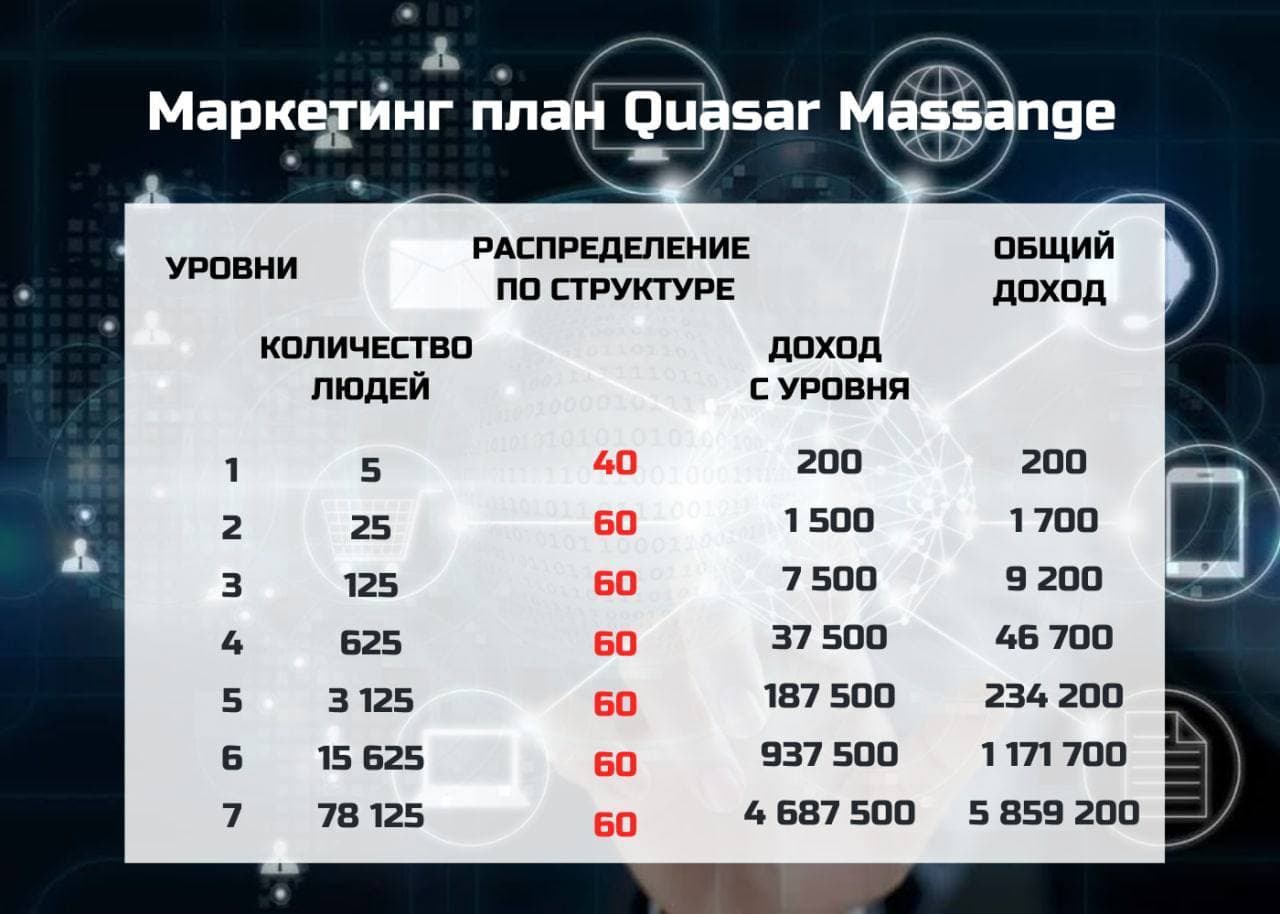 Маркетинг план Quasar Massange
УРОВНИ
КОЛИЧЕСТВО
ЛЮДЕЙ
РАСПРЕДЕЛЕНИЕ
ПО СТРУКТУРЕ
ДОХОД
С УРОВНЯ
ОБЩИЙ
ДОХОД
1 5 40 200 200
2 25 60 1 500 1 700
3 125 60 7 500 9 200
4 625 60 37 500 46 700
5 3 125 60 187 500 234 200
6 15 625 60 937 500 1 171 700
7 78 125 60 4 687 500 5 859 200